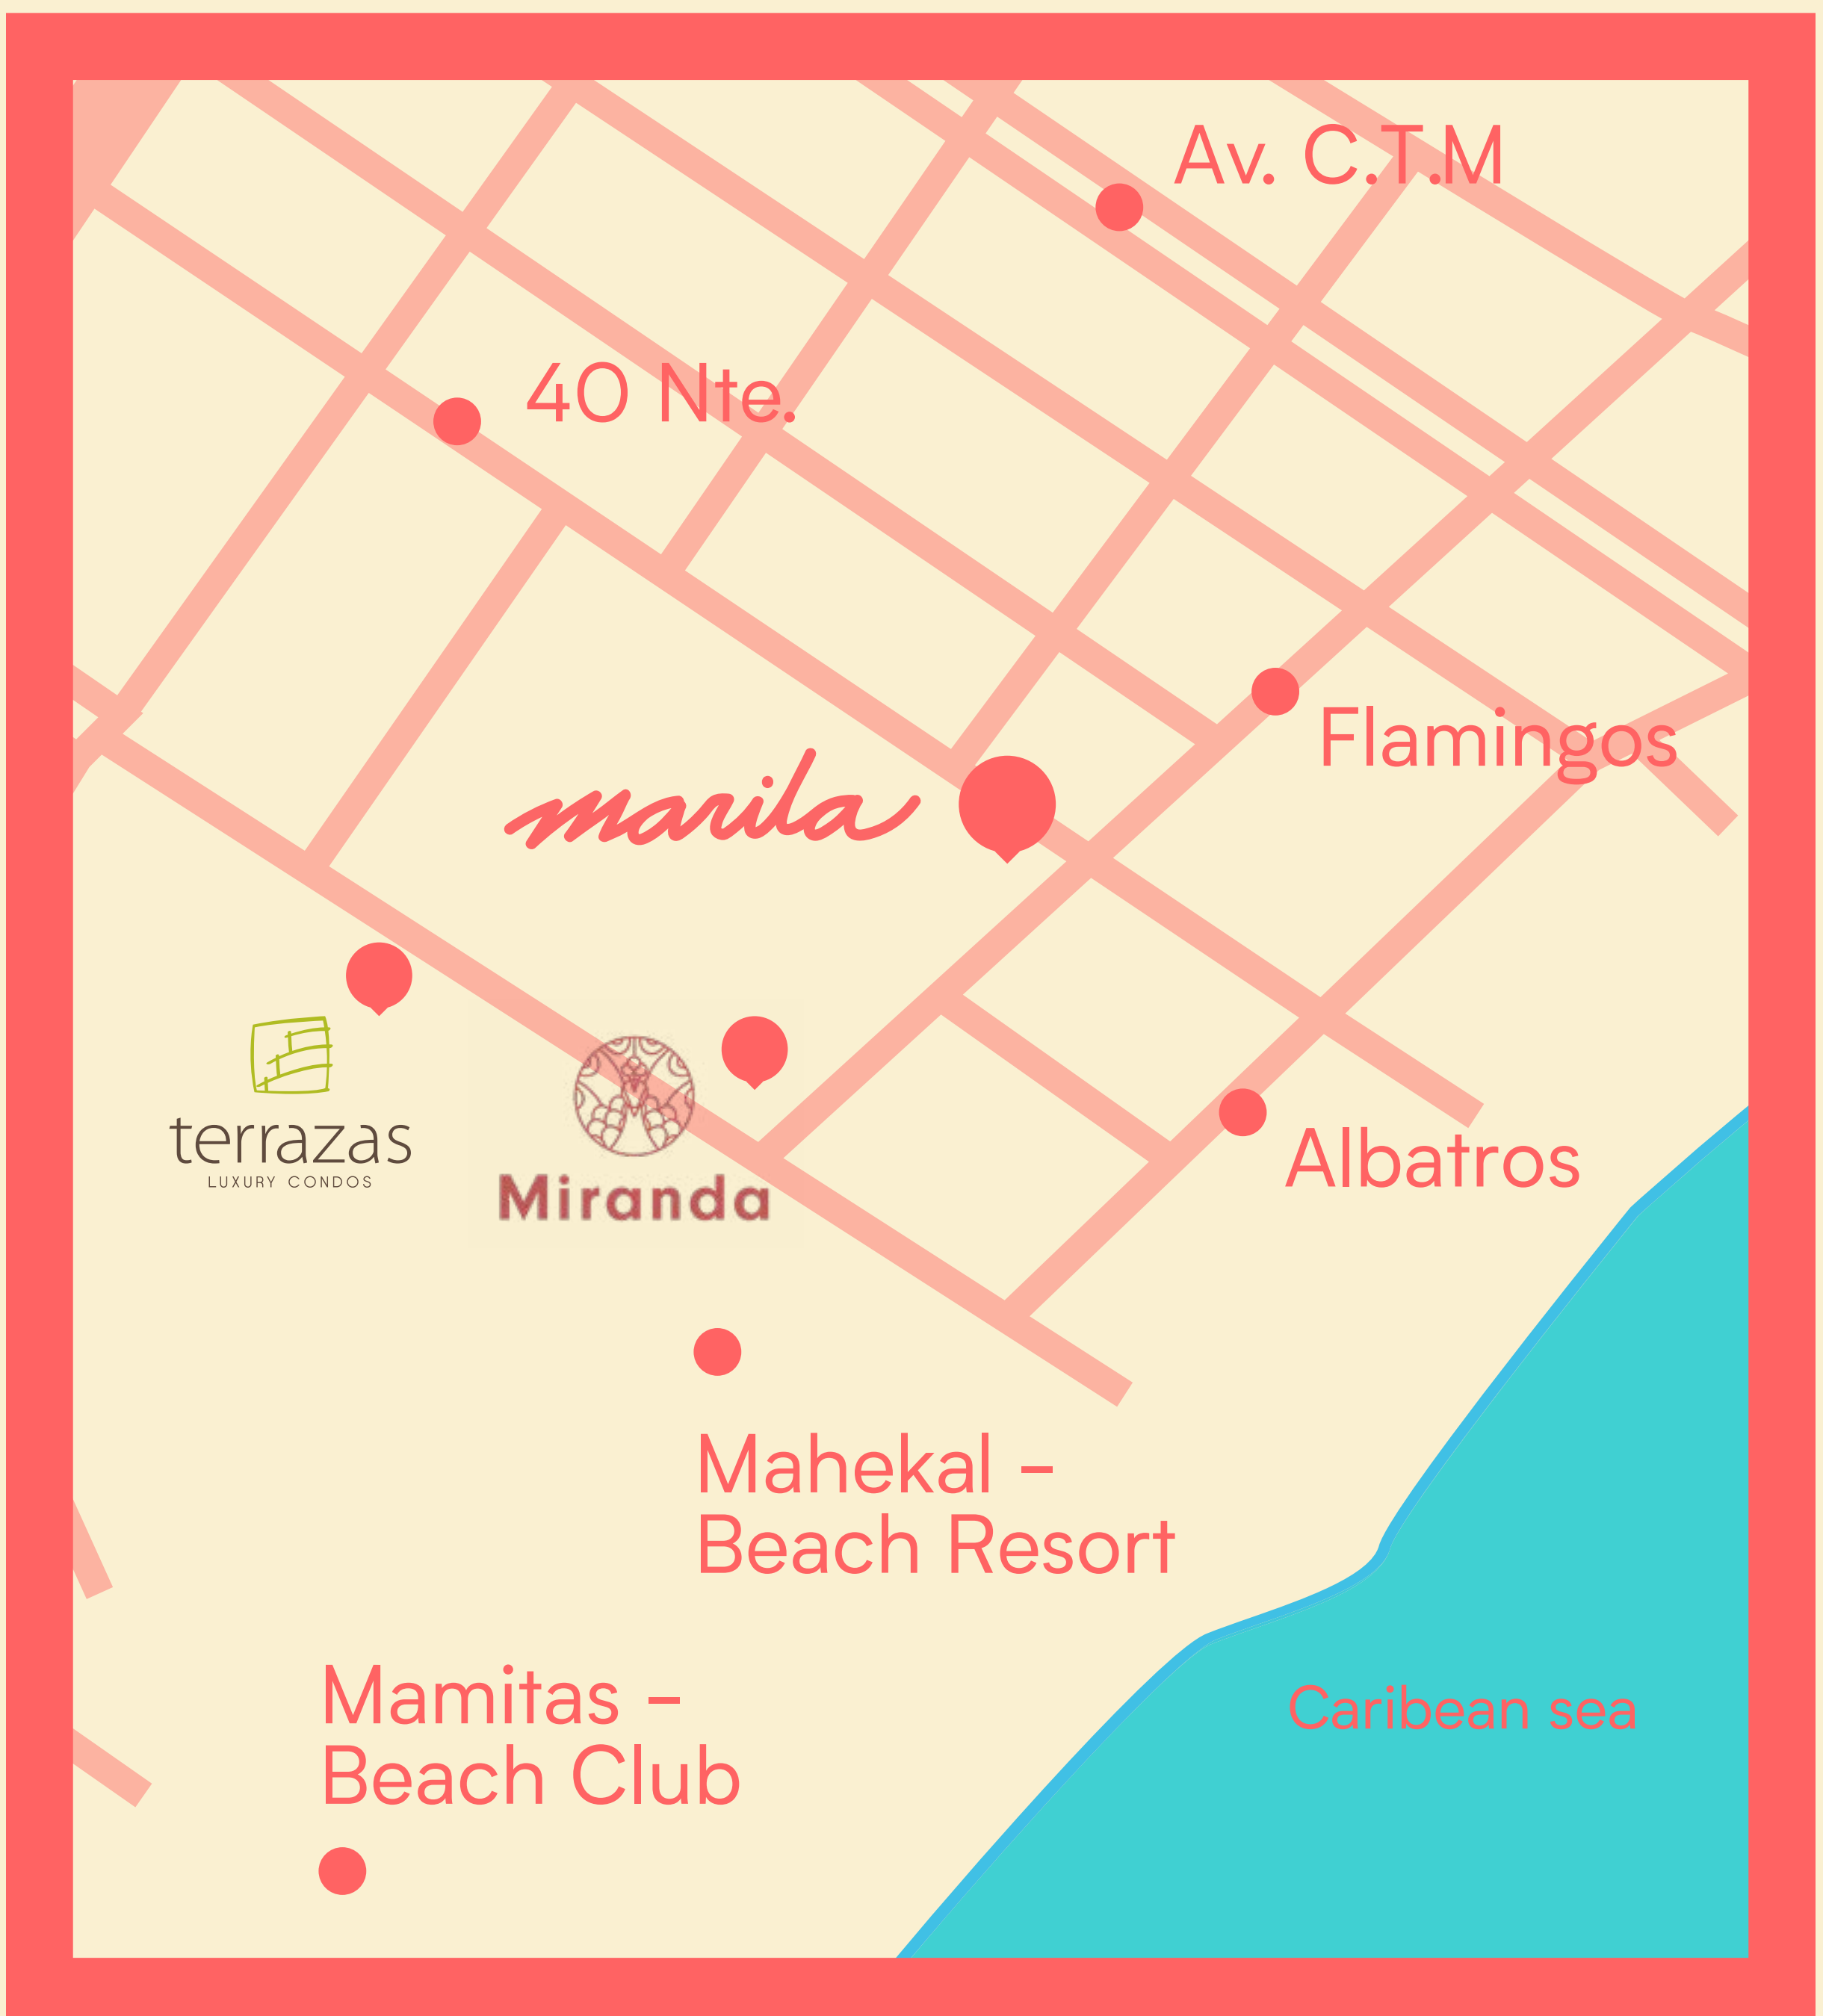 Av. C.T.M
40 Nte.
Flamingos
marila
terrazas
LUXURY CONDOS
Miranda
Albatros
Mahekal –
Beach Resort
Mamitas –
Beach Club
Caribean sea